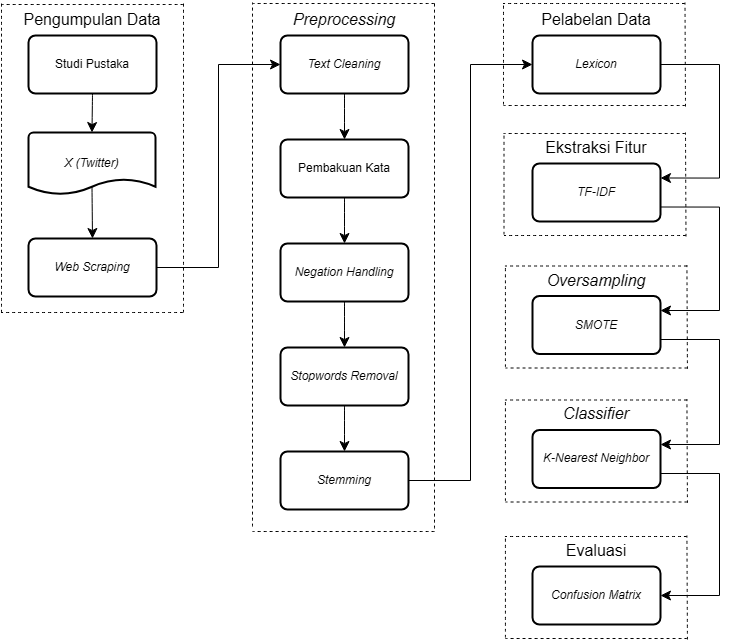 Pengumpulan Data
Studi Pustaka
X (Twitter)
Web Scraping
Preprocessing
Text Cleaning
Pembakuan Kata
Negation Handling
Stopwords Removal
Stemming
Pelabelan Data
Lexicon
Ekstraksi Fitur
TF-IDF
Oversampling
SMOTE
Classifier
K-Nearest Neighbor
Evaluasi
Confusion Matrix